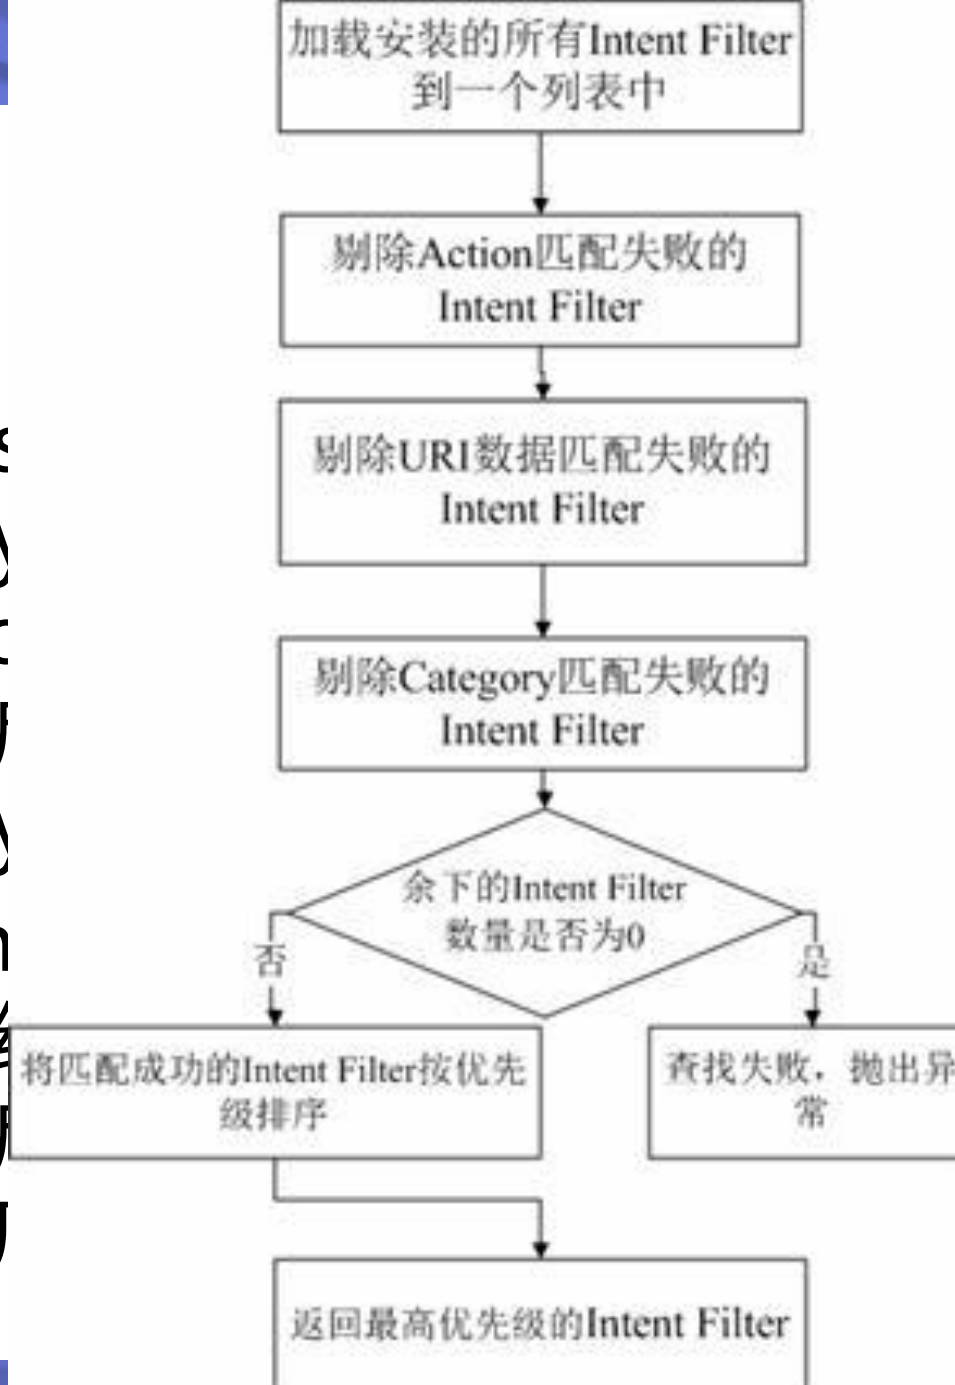 加载安装的所有Intent Filter
到一个列表中
剔除Action匹配失败的
Intent Filter
剔除URI数据匹配失败的
Intent Filter
剔除Category匹配失败的
Intent Filter
余下的Intent Filter
数量是否为0
否
是
将匹配成功的Intent Filter按优先
级排序
查找失败，抛出异
常
返回最高优先级的Intent Filter